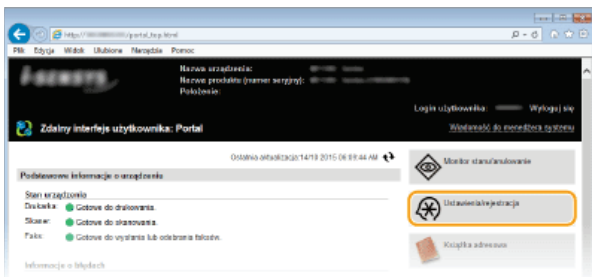 /portal_top.html
Plik Edycja Widok Ulubione Narzędzia Pomoc
Nazwa urządzenia:
Nazwa produktu (numer seryjny):
Położenie:
Login użytkownika: Wyloguj się
Zdalny interfejs użytkownika: Portal
Wiadomość do menedżera systemu
Ostatnia aktualizacja:14/10 2015 06:08:44 AM
Monitor stanu/anulowanie
Podstawowe informacje o urządzeniu
Stan urządzenia
Drukarka: Gotowe do drukowania.
Ustawienia/rejestracja
Skaner: Gotowe do skanowania.
Faks: Gotowe do wysłania lub odebrania faksów.
Książka adresowa
Informacje o błędach